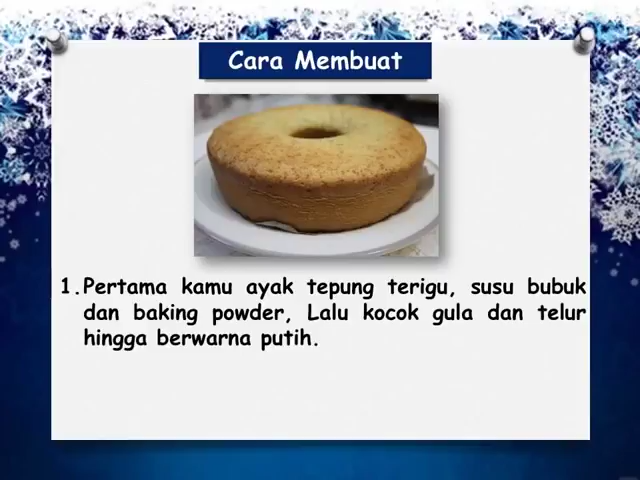 Cara Membuat
1. Pertama kamu ayak tepung terigu, susu bubuk
dan baking powder, Lalu kocok gula dan telur
hingga berwarna putih.